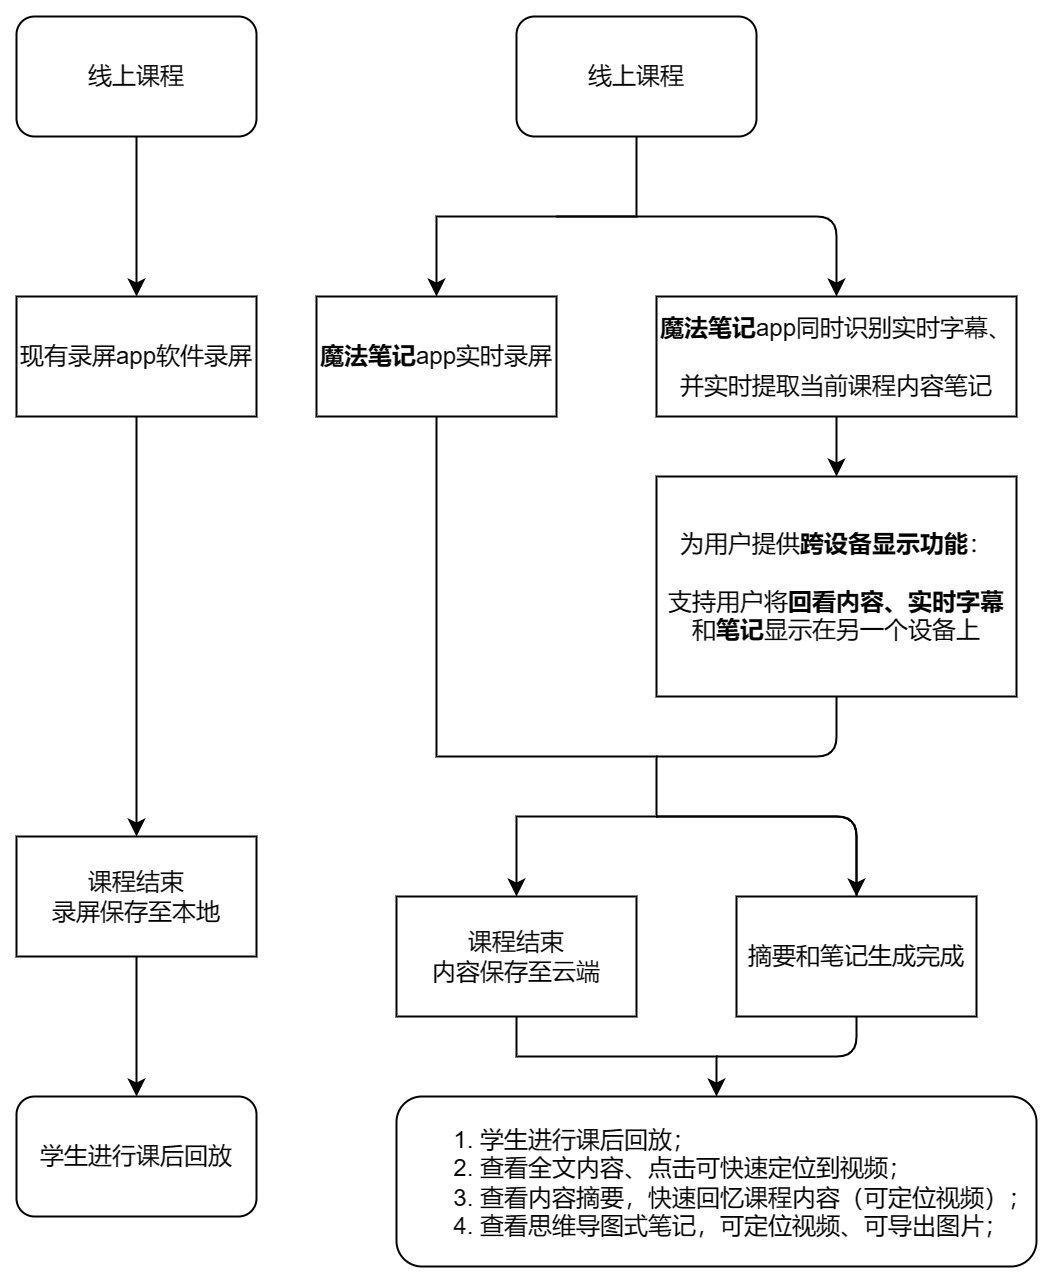 线上课程
现有录屏app软件录屏
课程结束
录屏保存至本地
学生进行课后回放
线上课程
魔法笔记app实时录屏
魔法笔记app同时识别实时字幕、
并实时提取当前课程内容笔记
为用户提供跨设备显示功能：
支持用户将回看内容、实时字幕
和笔记显示在另一个设备上
课程结束
内容保存至云端
摘要和笔记生成完成
1. 学生进行课后回放；
2. 查看全文内容、点击可快速定位到视频；
3. 查看内容摘要，快速回忆课程内容（可定位视频）；
4. 查看思维导图式笔记，可定位视频、可导出图片；